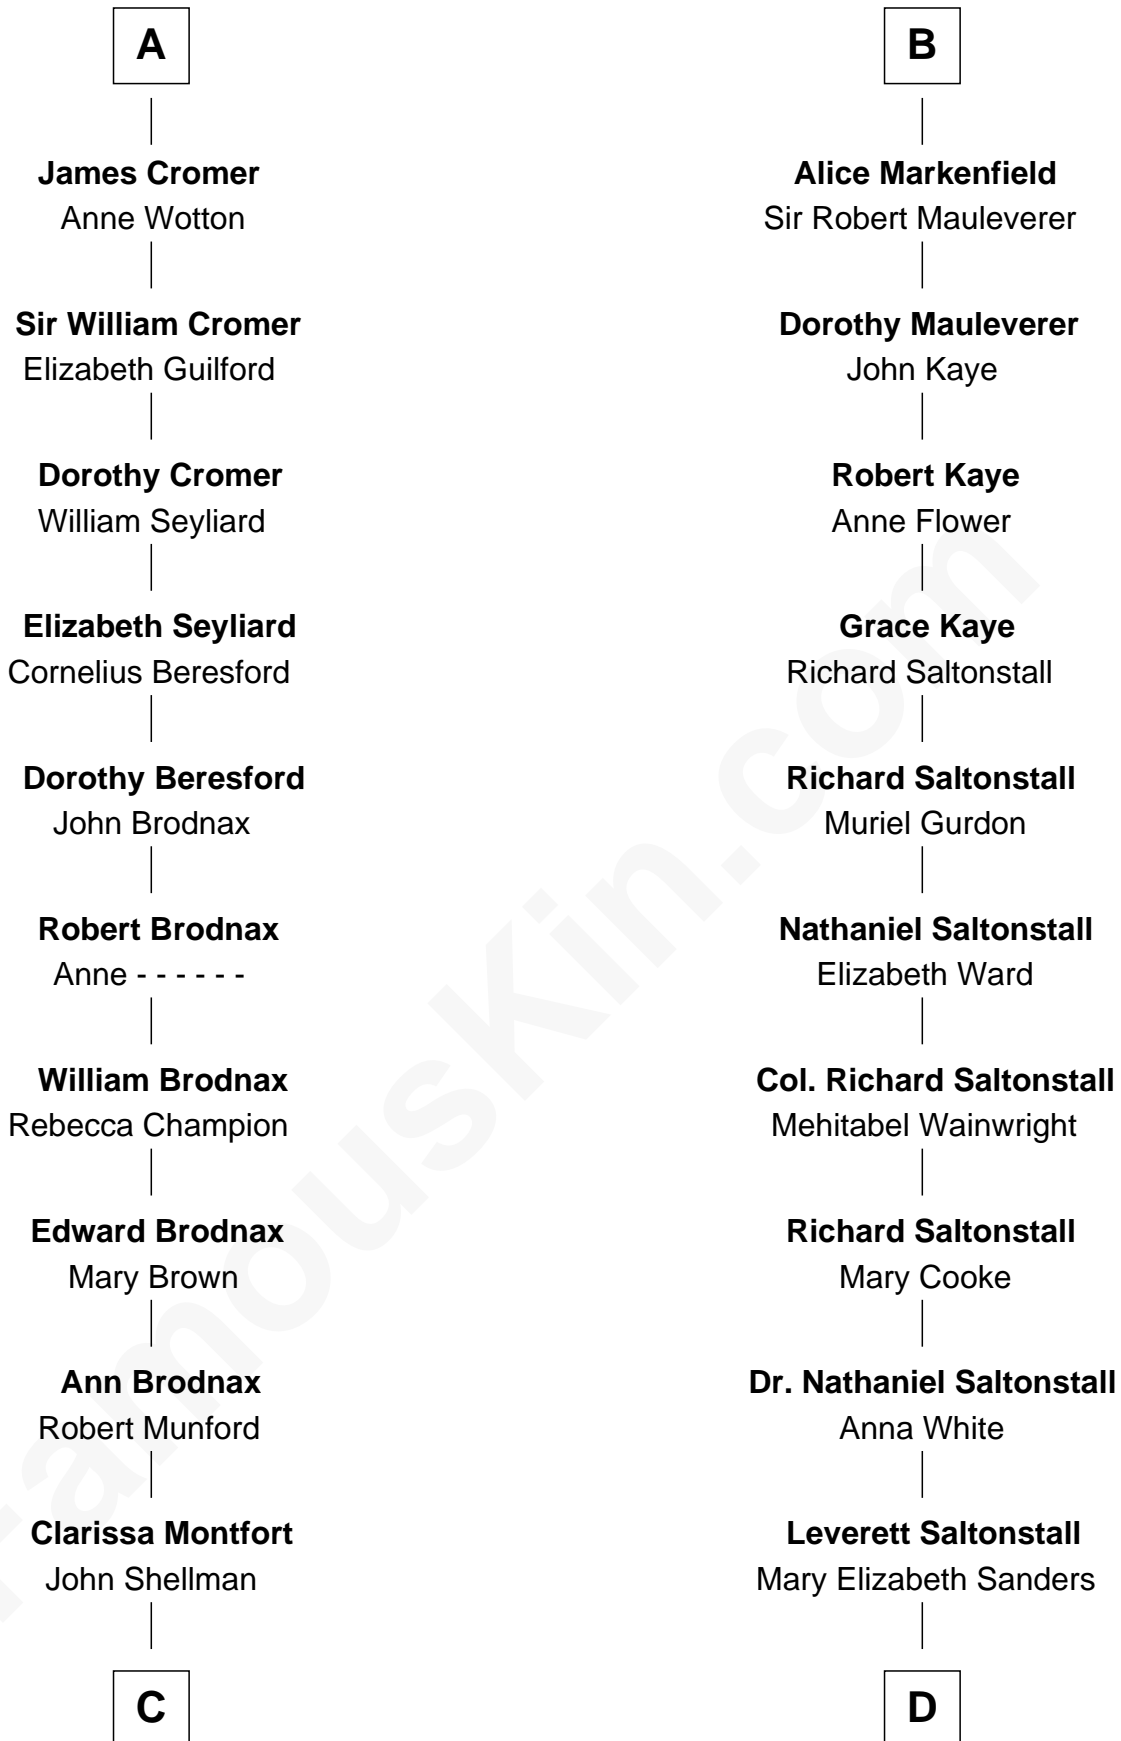 A
James Cromer
Anne Wotton
Sir William Cromer
Elizabeth Guilford
Dorothy Cromer
William Seyliard
Elizabeth Seyliard
Cornelius Beresford
Dorothy Beresford
John Brodnax
Robert Brodnax
Anne - - - - - -
William Brodnax
Rebecca Champion
Edward Brodnax
Mary Brown
Ann Brodnax
Robert Munford
Clarissa Montfort
John Shellman
C
B
Alice Markenfield
Sir Robert Mauleverer
Dorothy Mauleverer
John Kaye
Robert Kaye
Anne Flower
Grace Kaye
Richard Saltonstall
Richard Saltonstall
Muriel Gurdon
Nathaniel Saltonstall
Elizabeth Ward
Col. Richard Saltonstall
Mehitabel Wainwright
Richard Saltonstall
Mary Cooke
Dr. Nathaniel Saltonstall
Anna White
Leverett Saltonstall
Mary Elizabeth Sanders
D
FamousKin.com